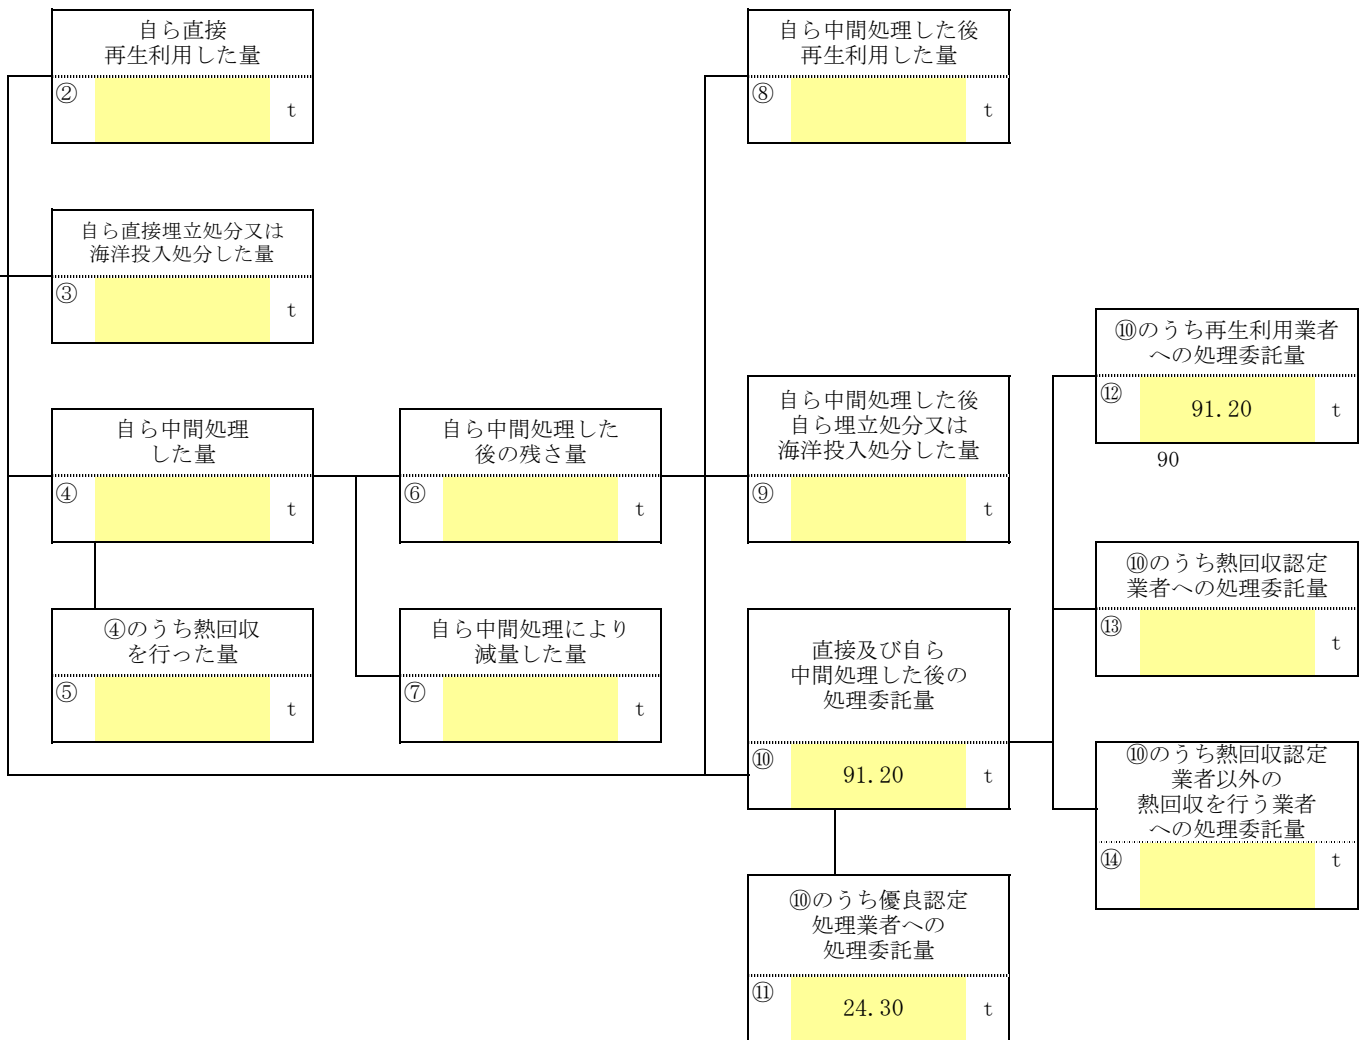 自ら直接
再生利用した量
②
t
自ら中間処理した後
再生利用した量
⑧
t
自ら直接埋立処分又は
海洋投入処分した量
③
t
⑩のうち再生利用業者
への処理委託量
⑫
91.20
t
90
自ら中間処理
した量
④
t
自ら中間処理した
後の残さ量
⑥
t
自ら中間処理した後
自ら埋立処分又は
海洋投入処分した量
⑨
t
⑩のうち熱回収認定
業者への処理委託量
⑬
t
④のうち熱回収
を行った量
⑤
t
自ら中間処理により
減量した量
⑦
t
直接及び自ら
中間処理した後の
処理委託量
⑩
91.20
t
⑩のうち熱回収認定
業者以外の
熱回収を行う業者
への処理委託量
⑭
t
⑩のうち優良認定
処理業者への
処理委託量
⑪
24.30
t